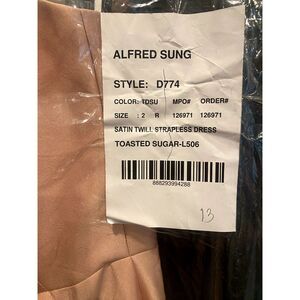 ALFRED SUNG
STYLE: D774
COLOR: TDSU MPO# ORDER#
SIZE : 2 R 126971 126971
SATIN TWILL STRAPLESS DRESS
TOASTED SUGAR-L506
888293994288
13